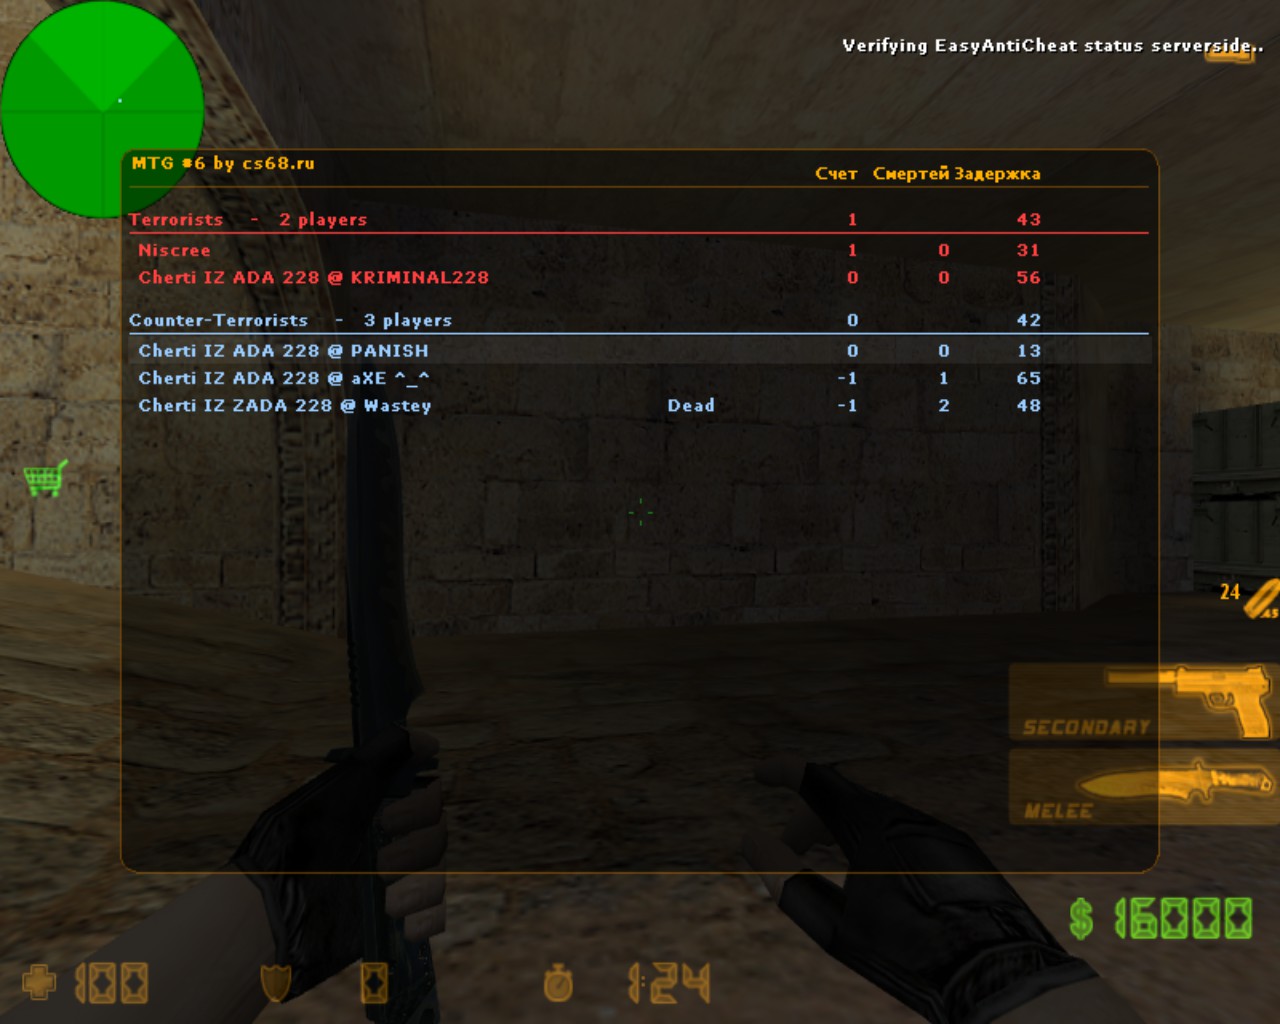 Verifying EasyAntiCheat status serverside..
MTG #6 by cs68.ru
Счет Смертей Задержка
Terrorists - 2 players 1 43
Niscree 1 0 31
Cherti IZ ADA 228 @ KRIMINAL228 0 0 56
Counter-Terrorists - 3 players 0 42
Cherti IZ ADA 228 @ PANISH 0 0 13
Cherti IZ ADA 228 @ aXE ^_^ -1 1 65
Cherti IZ ZADA 228 @ Wastey Dead -1 2 48
24
.45
SECONDARY
MELEE
$ 16000
100 0 1:24